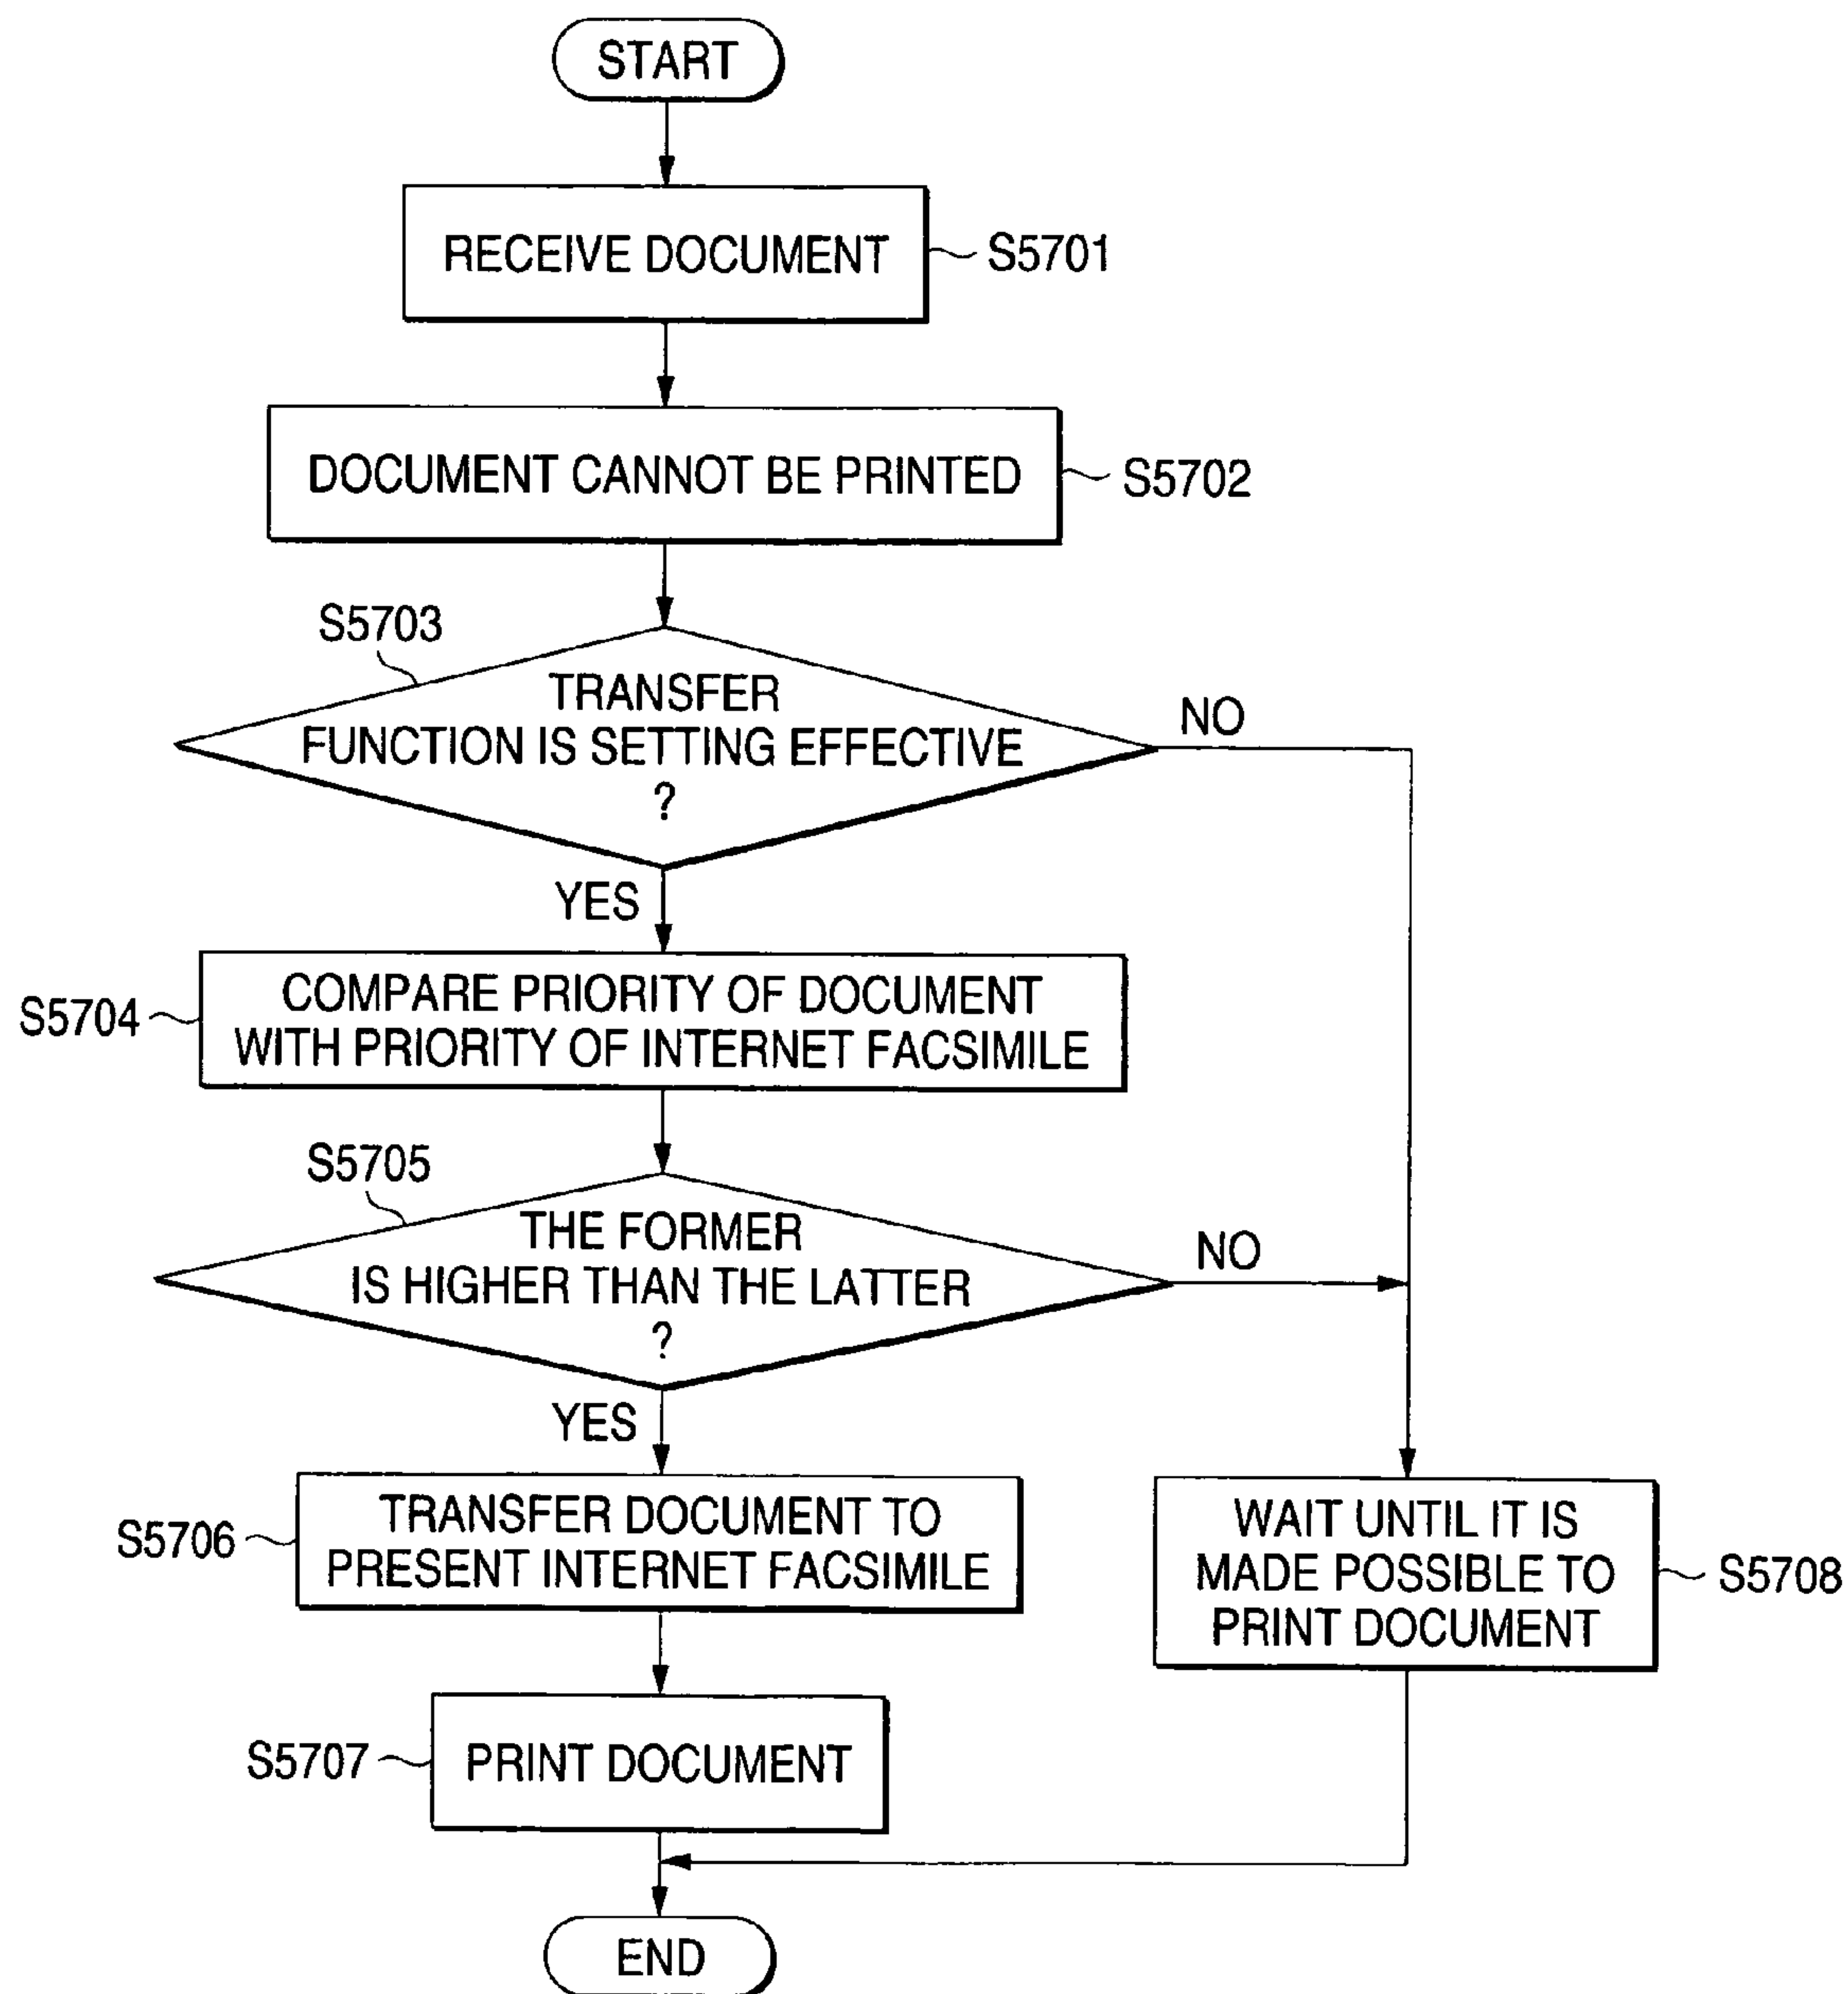 START
RECEIVE DOCUMENT
S5701
DOCUMENT CANNOT BE PRINTED
S5702
S5703
TRANSFER
FUNCTION IS SETTING EFFECTIVE
?
NO
YES
S5704
COMPARE PRIORITY OF DOCUMENT
WITH PRIORITY OF INTERNET FACSIMILE
S5705
THE FORMER
IS HIGHER THAN THE LATTER
?
NO
YES
S5706
TRANSFER DOCUMENT TO
PRESENT INTERNET FACSIMILE
WAIT UNTIL IT IS
MADE POSSIBLE TO
PRINT DOCUMENT
S5708
S5707
PRINT DOCUMENT
END